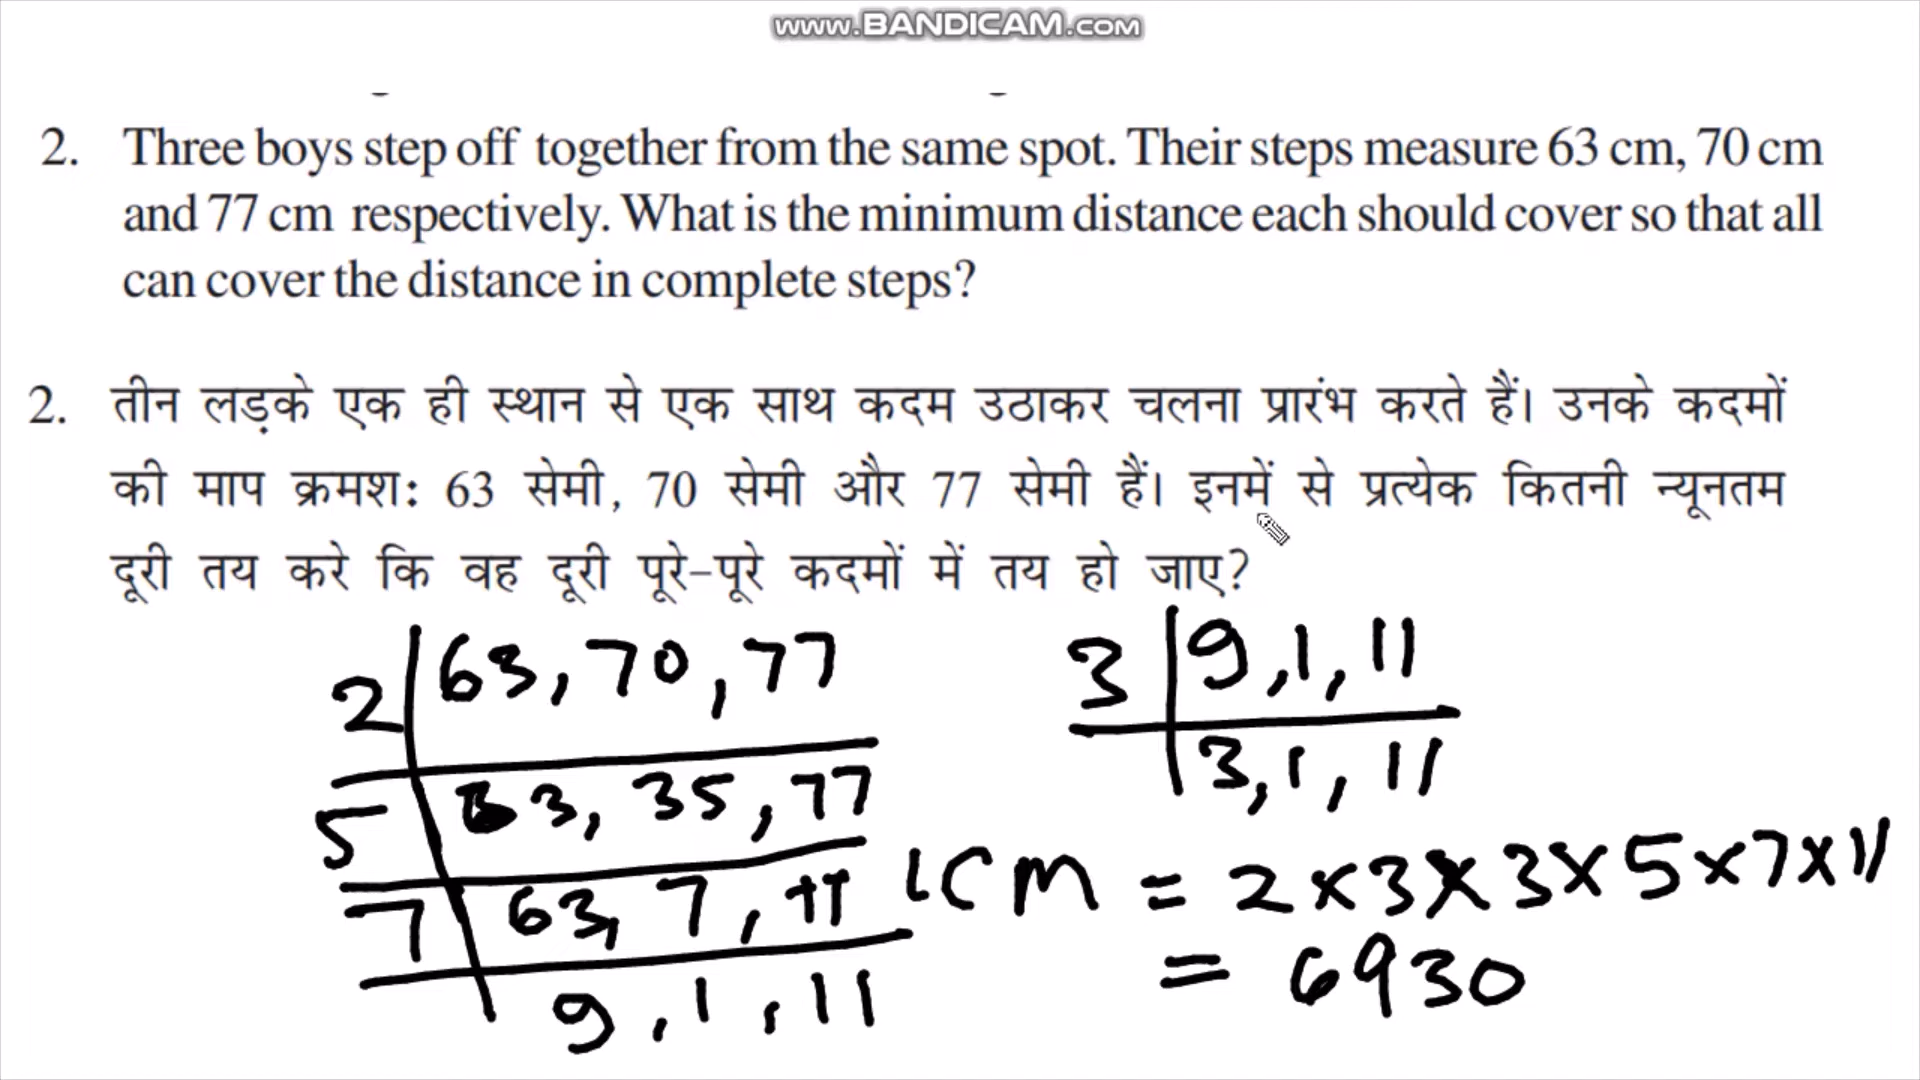 www.BANDICAM.com
2. Three boys step off together from the same spot. Their steps measure 63 cm, 70 cm
and 77 cm respectively. What is the minimum distance each should cover so that all
can cover the distance in complete steps?
2. तीन लड़के एक ही स्थान से एक साथ कदम उठाकर चलना प्रारंभ करते हैं। उनके कदमों
की माप क्रमश: 63 सेमी, 70 सेमी और 77 सेमी हैं। इनमें से प्रत्येक कितनी न्यूनतम
दूरी तय करे कि वह दूरी पूरे-पूरे कदमों में तय हो जाए?
2 | 63, 70, 77
5 | 63, 35, 77
7 | 63, 7, 77
9, 1, 11
3 | 9, 1, 11
3, 1, 11
LCM = 2 × 3 × 3 × 5 × 7 × 11
= 6930